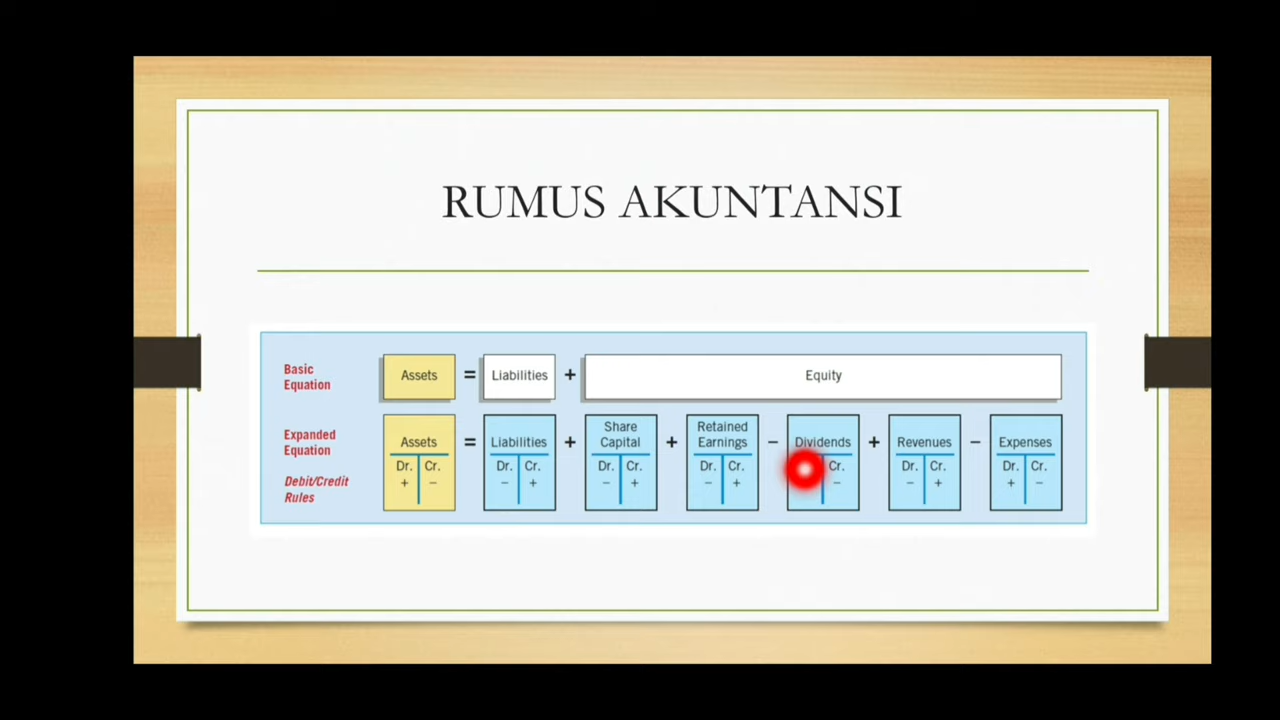 RUMUS AKUNTANSI
Basic
Equation
Assets = Liabilities + Equity
Expanded
Equation
Debit/Credit
Rules
Assets
Dr. Cr.
+ −
=
Liabilities
Dr. Cr.
− +
+
Share
Capital
Dr. Cr.
− +
+
Retained
Earnings
Dr. Cr.
− +
−
Dividends
Cr.
−
+
Revenues
Dr. Cr.
− +
−
Expenses
Dr. Cr.
+ −